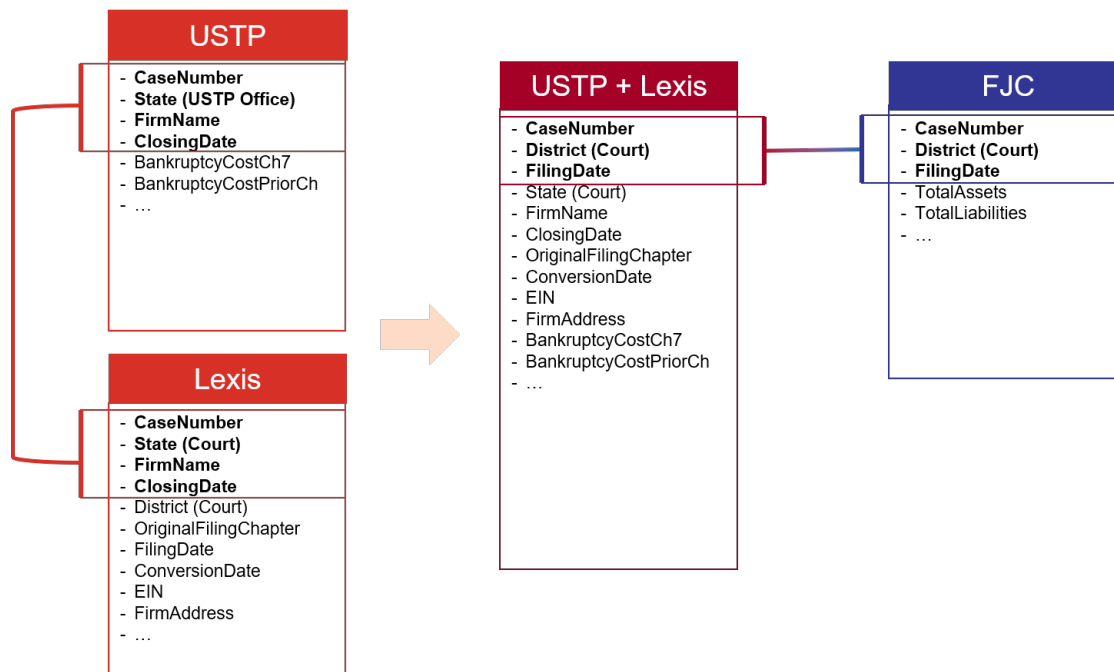 USTP
- CaseNumber
- State (USTP Office)
- FirmName
- ClosingDate
- BankruptcyCostCh7
- BankruptcyCostPriorCh
- …
Lexis
- CaseNumber
- State (Court)
- FirmName
- ClosingDate
- District (Court)
- OriginalFilingChapter
- FilingDate
- ConversionDate
- EIN
- FirmAddress
- …
USTP + Lexis
- CaseNumber
- District (Court)
- FilingDate
- State (Court)
- FirmName
- ClosingDate
- OriginalFilingChapter
- ConversionDate
- EIN
- FirmAddress
- BankruptcyCostCh7
- BankruptcyCostPriorCh
- …
FJC
- CaseNumber
- District (Court)
- FilingDate
- TotalAssets
- TotalLiabilities
- …